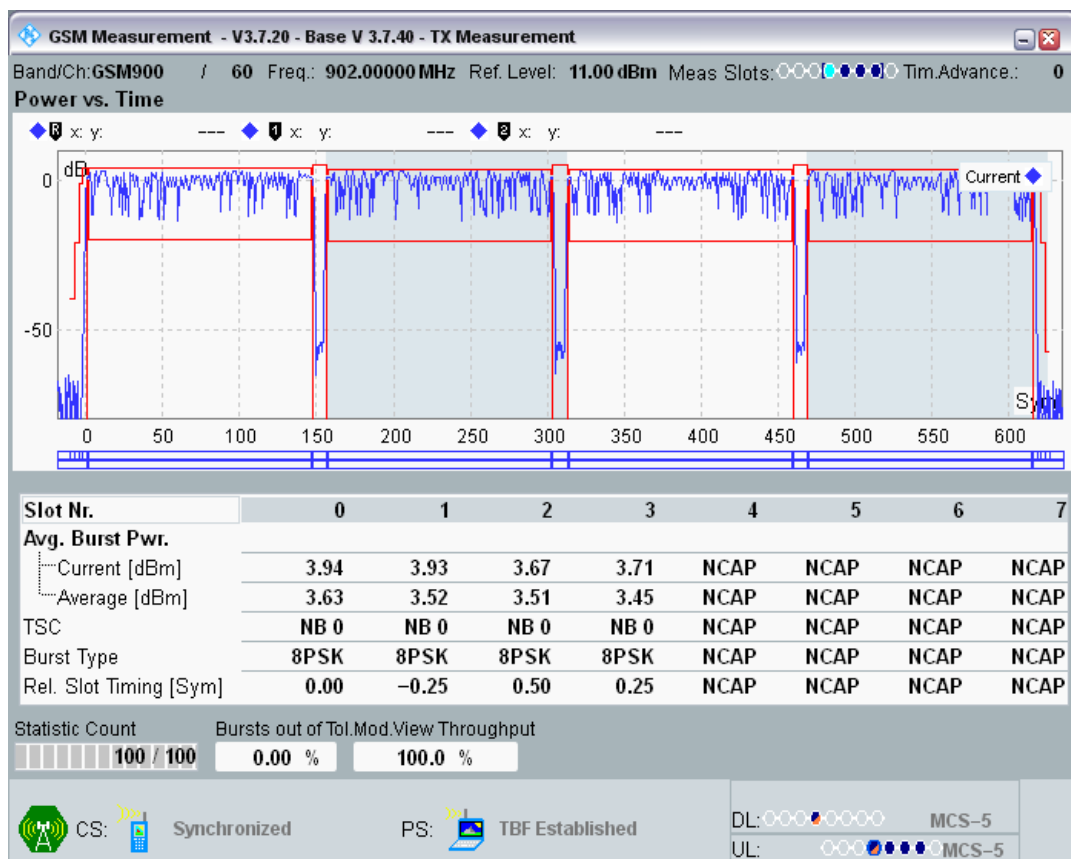 GSM Measurement - V3.7.20 - Base V 3.7.40 - TX Measurement
Band/Ch:GSM900 / 60 Freq.: 902.00000 MHz Ref. Level: 11.00 dBm Meas Slots: Tim.Advance.: 0
Power vs. Time
R x: y: --- 1 x: y: --- 2 x: y: ---
dB
Current
0
-50
Sym
0 50 100 150 200 250 300 350 400 450 500 550 600
Slot Nr. 0 1 2 3 4 5 6 7
Avg. Burst Pwr.
Current [dBm] 3.94 3.93 3.67 3.71 NCAP NCAP NCAP NCAP
Average [dBm] 3.63 3.52 3.51 3.45 NCAP NCAP NCAP NCAP
TSC NB 0 NB 0 NB 0 NB 0 NCAP NCAP NCAP NCAP
Burst Type 8PSK 8PSK 8PSK 8PSK NCAP NCAP NCAP NCAP
Rel. Slot Timing [Sym] 0.00 −0.25 0.50 0.25 NCAP NCAP NCAP NCAP
Statistic Count Bursts out of Tol.Mod.View Throughput
100 / 100 0.00 % 100.0 %
CS: Synchronized PS: TBF Established DL: MCS−5
UL: MCS−5